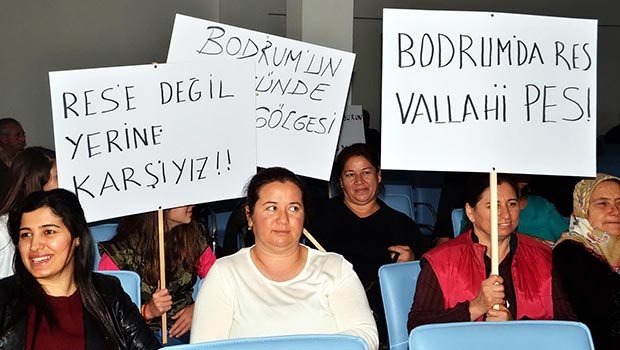 RES'E DEĞİL
YERİNE
KARŞIYIZ!!
BODRUM'UN
ÜNDE
GÖLGESİ
BODRUM'DA RES
VALLAHİ PES!